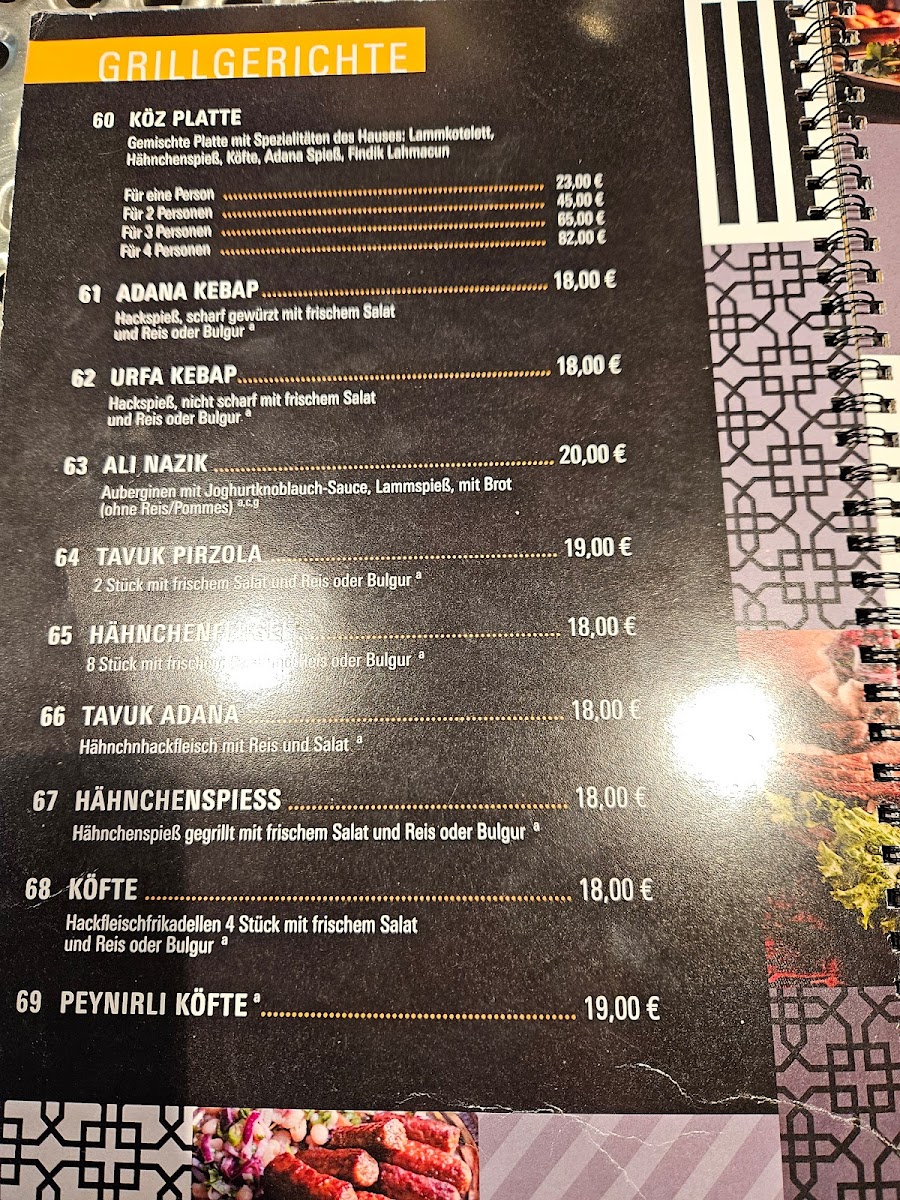 GRILLGERICHTE
60 KÖZ PLATTE
Gemischte Platte mit Spezialitäten des Hauses: Lammkotelett,
Hähnchenspieß, Köfte, Adana Spieß, Findik Lahmacun
Für eine Person 23,00 €
Für 2 Personen 45,00 €
Für 3 Personen 65,00 €
Für 4 Personen 82,00 €
61 ADANA KEBAP 18,00 €
Hackspieß, scharf gewürzt mit frischem Salat
und Reis oder Bulgur a
62 URFA KEBAP 18,00 €
Hackspieß, nicht scharf mit frischem Salat
und Reis oder Bulgur a
63 ALI NAZIK 20,00 €
Auberginen mit Joghurtknoblauch-Sauce, Lammspieß, mit Brot
(ohne Reis/Pommes) a,c,g
64 TAVUK PIRZOLA 19,00 €
2 Stück mit frischem Salat und Reis oder Bulgur a
65 HÄHNCHENFLÜGEL 18,00 €
8 Stück mit frischem Salat und Reis oder Bulgur a
66 TAVUK ADANA 18,00 €
Hähnchnhackfleisch mit Reis und Salat a
67 HÄHNCHENSPIESS 18,00 €
Hähnchenspieß gegrillt mit frischem Salat und Reis oder Bulgur a
68 KÖFTE 18,00 €
Hackfleischfrikadellen 4 Stück mit frischem Salat
und Reis oder Bulgur a
69 PEYNIRLI KÖFTE a 19,00 €